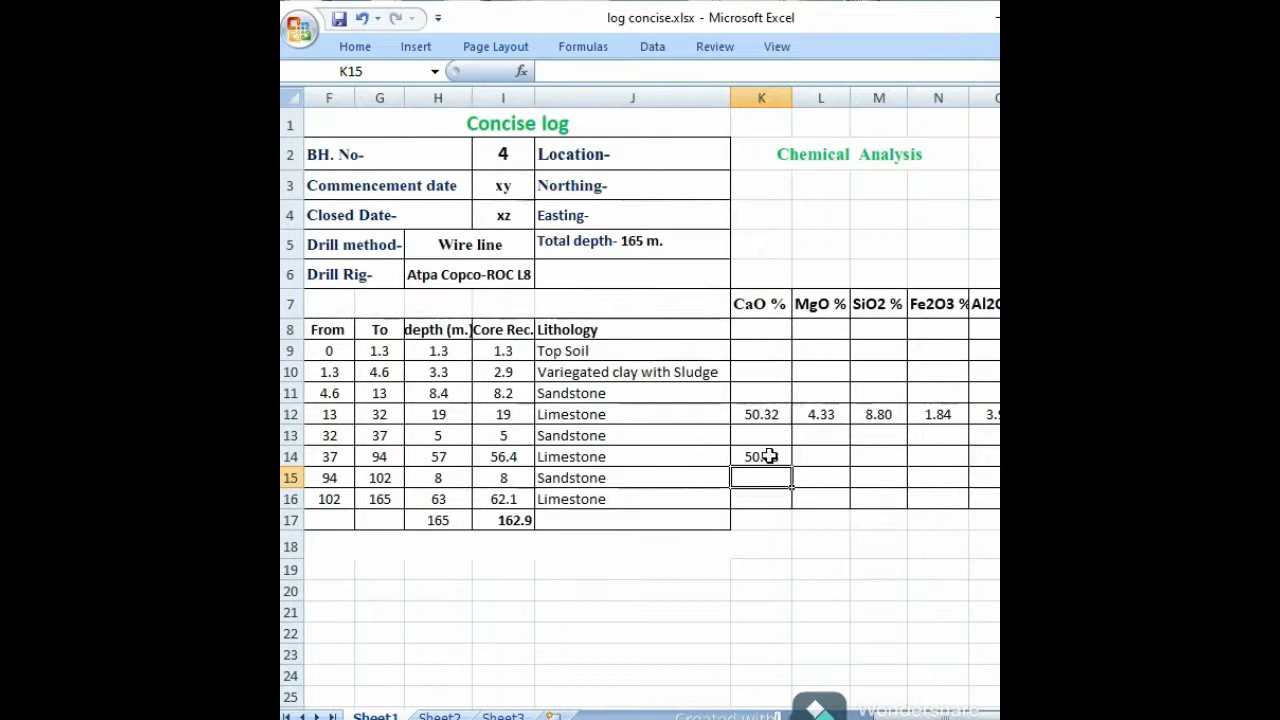 log concise.xlsx - Microsoft Excel
Home Insert Page Layout Formulas Data Review View
K15 fx
F G H I J K L M N
1 Concise log
2 BH. No- 4 Location- Chemical Analysis
3 Commencement date xy Northing-
4 Closed Date- xz Easting-
5 Drill method- Wire line Total depth- 165 m.
6 Drill Rig- Atpa Copco-ROC L8
7 CaO % MgO % SiO2 % Fe2O3 %
8 From To depth (m.) Core Rec. Lithology
9 0 1.3 1.3 1.3 Top Soil
10 1.3 4.6 3.3 2.9 Variegated clay with Sludge
11 4.6 13 8.4 8.2 Sandstone
12 13 32 19 19 Limestone 50.32 4.33 8.80 1.84
13 32 37 5 5 Sandstone
14 37 94 57 56.4 Limestone
15 94 102 8 8 Sandstone
16 102 165 63 62.1 Limestone
17 165 162.9
18
19
20
21
22
23
24
25
Sheet1 Sheet2 Sheet3
Created with
Wondershare